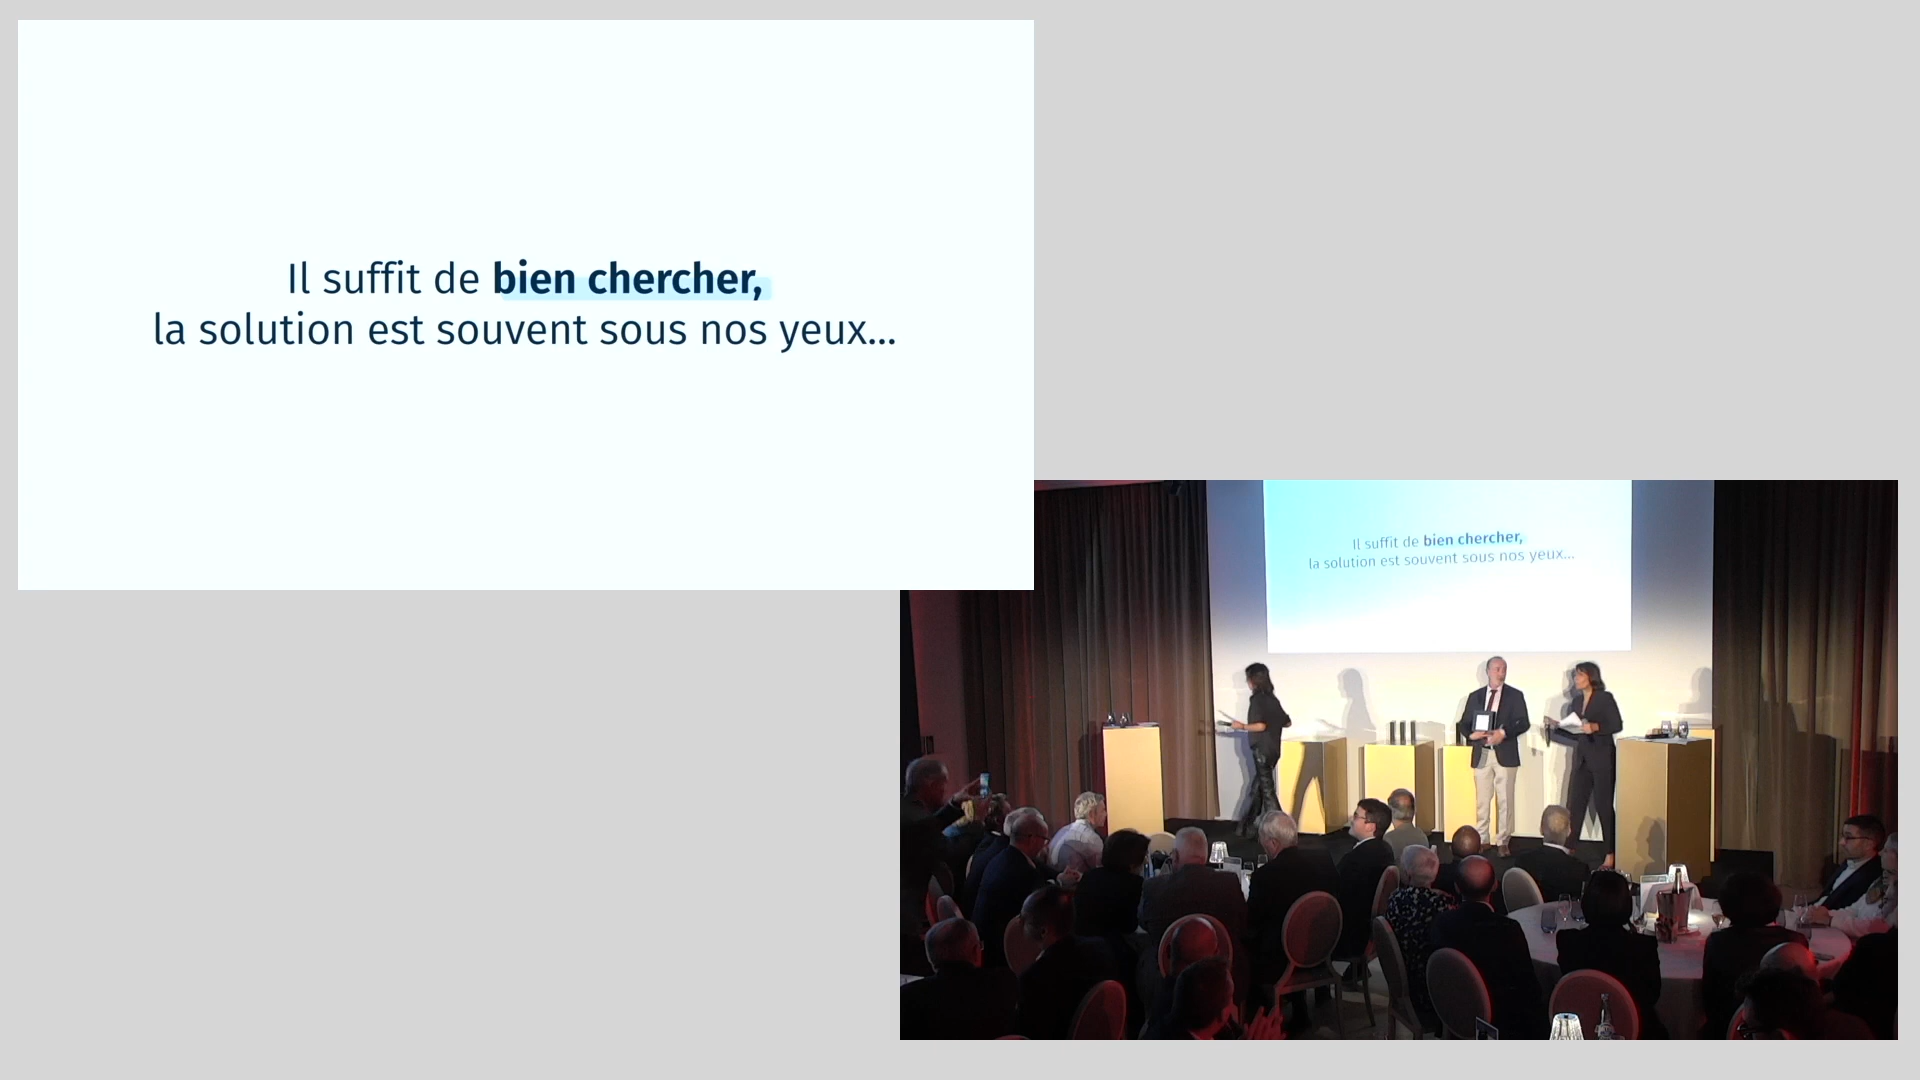 Il suffit de bien chercher,
la solution est souvent sous nos yeux...
Il suffit de bien chercher,
la solution est souvent sous nos yeux...